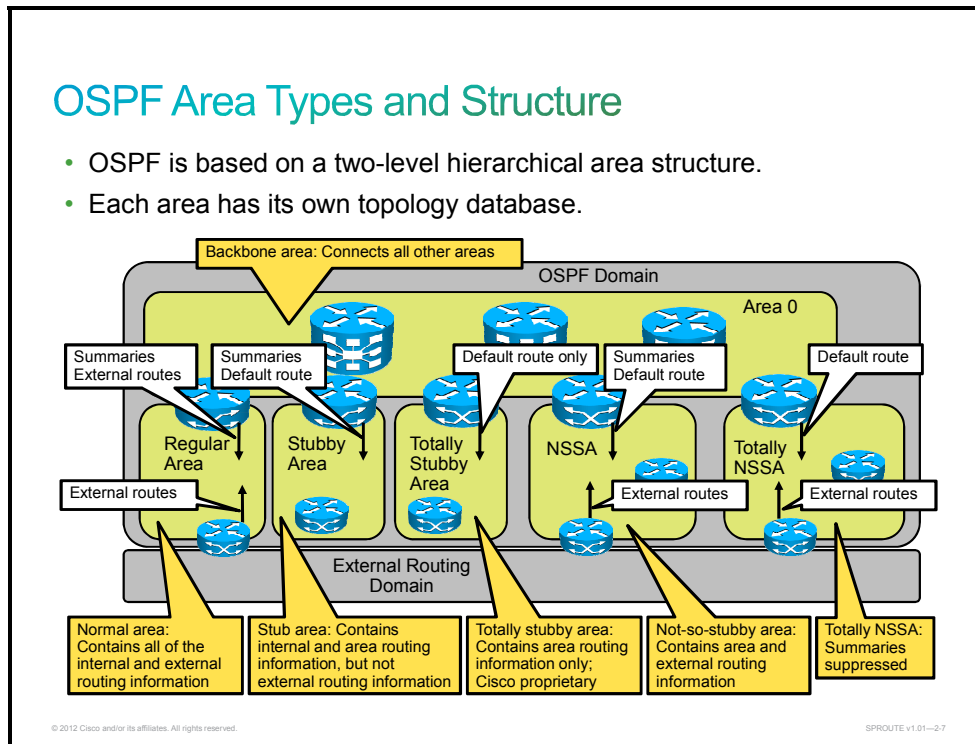 OSPF Area Types and Structure
• OSPF is based on a two-level hierarchical area structure.
• Each area has its own topology database.
Backbone area: Connects all other areas
OSPF Domain
Area 0
Summaries
External routes
Summaries
Default route
Default route only
Summaries
Default route
Default route
Regular
Area
Stubby
Area
Totally
Stubby
Area
NSSA
Totally
NSSA
External routes
External routes
External routes
External Routing
Domain
Normal area:
Contains all of the
internal and external
routing information
Stub area: Contains
internal and area routing
information, but not
external routing information
Totally stubby area:
Contains area routing
information only;
Cisco proprietary
Not-so-stubby area:
Contains area and
external routing
information
Totally NSSA:
Summaries
suppressed
© 2012 Cisco and/or its affiliates. All rights reserved.
SPROUTE v1.01—2-7